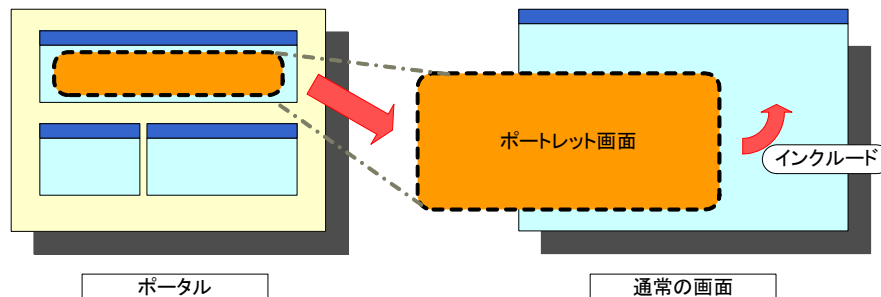 ポートレット画面
インクルード
ポータル
通常の画面